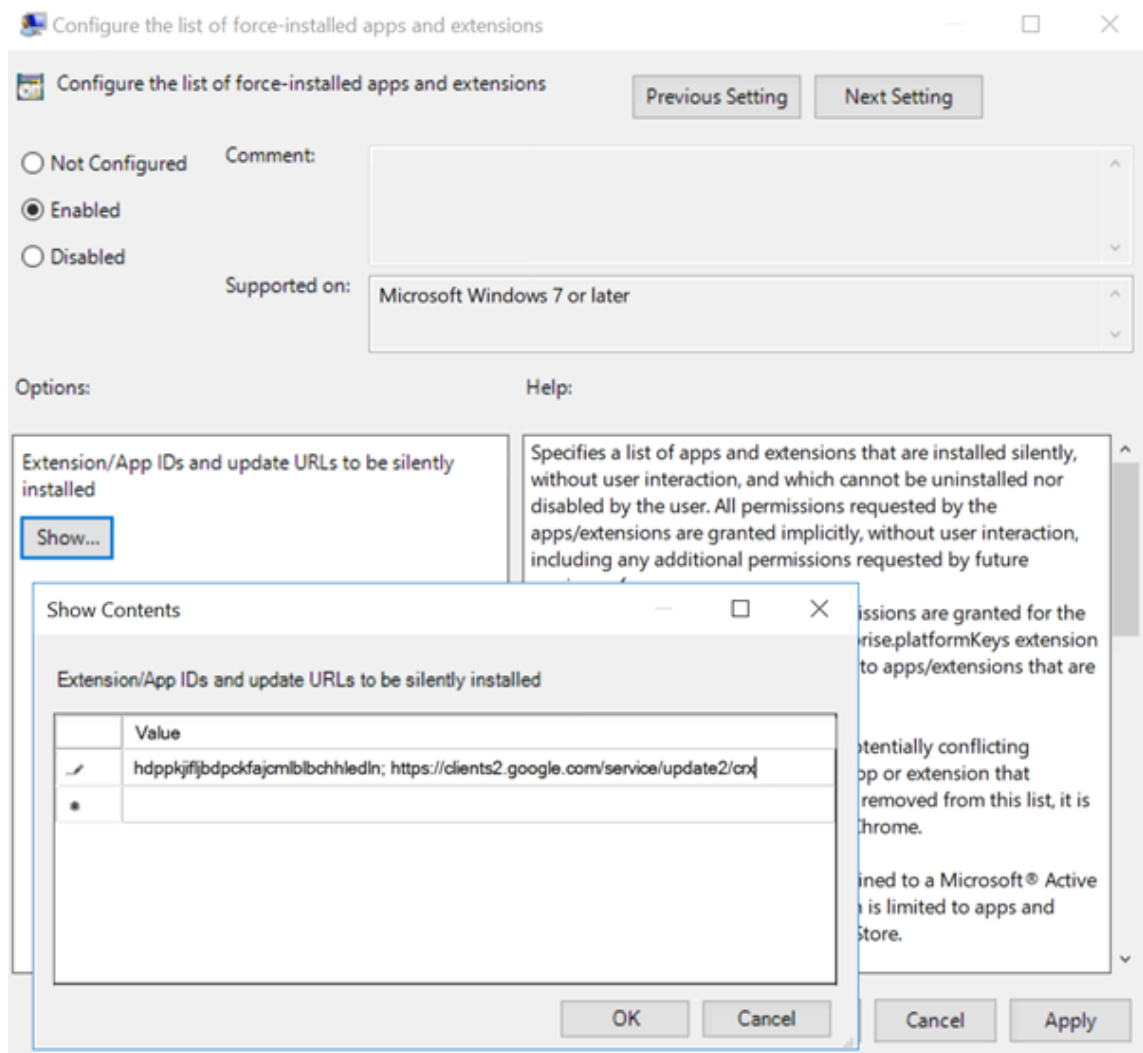 Configure the list of force-installed apps and extensions
Configure the list of force-installed apps and extensions
Previous Setting
Next Setting
Not Configured
Comment:
Enabled
Disabled
Supported on:
Microsoft Windows 7 or later
Options:
Help:
Extension/App IDs and update URLs to be silently
installed
Show...
Specifies a list of apps and extensions that are installed silently,
without user interaction, and which cannot be uninstalled nor
disabled by the user. All permissions requested by the
apps/extensions are granted implicitly, without user interaction,
including any additional permissions requested by future
issions are granted for the
rise.platformKeys extension
to apps/extensions that are
otentially conflicting
pp or extension that
removed from this list, it is
Chrome.
ined to a Microsoft® Active
is limited to apps and
Store.
Show Contents
Extension/App IDs and update URLs to be silently installed
Value
hdppkjifljbdpckfajcmlblbchhledln; https://clients2.google.com/service/update2/crx
OK
Cancel
Cancel
Apply